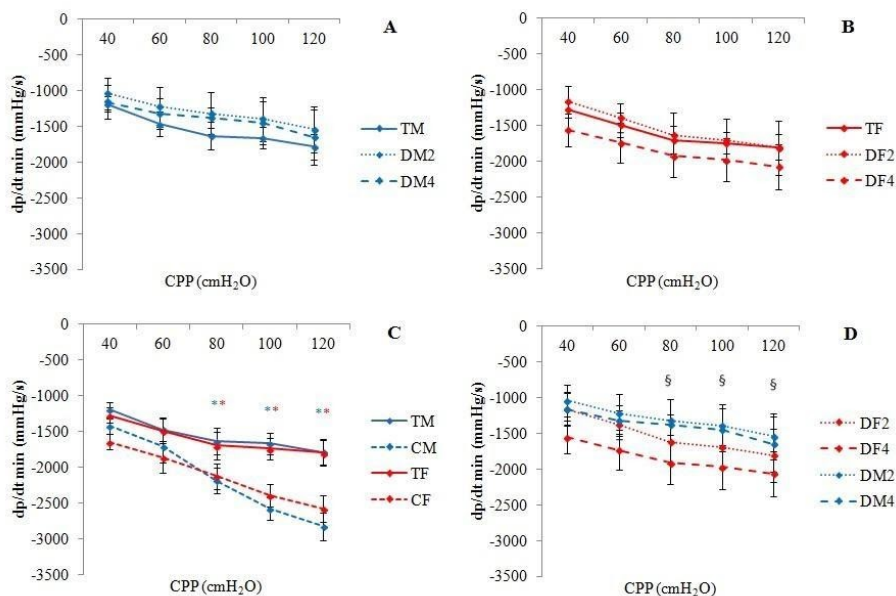 A
0
40 60 80 100 120
-500
-1000
-1500
-2000
-2500
-3000
-3500
dp/dt min (mmHg/s)
CPP (cmH₂O)
TM
DM2
DM4
B
0
40 60 80 100 120
-500
-1000
-1500
-2000
-2500
-3000
-3500
dp/dt min (mmHg/s)
CPP (cmH₂O)
TF
DF2
DF4
C
0
40 60 80 100 120
-500
-1000
-1500
-2000
-2500
-3000
-3500
dp/dt min (mmHg/s)
** ** **
CPP (cmH₂O)
TM
CM
TF
CF
D
0
40 60 80 100 120
-500
-1000
-1500
-2000
-2500
-3000
-3500
dp/dt min (mmHg/s)
§ § §
CPP (cmH₂O)
DF2
DF4
DM2
DM4